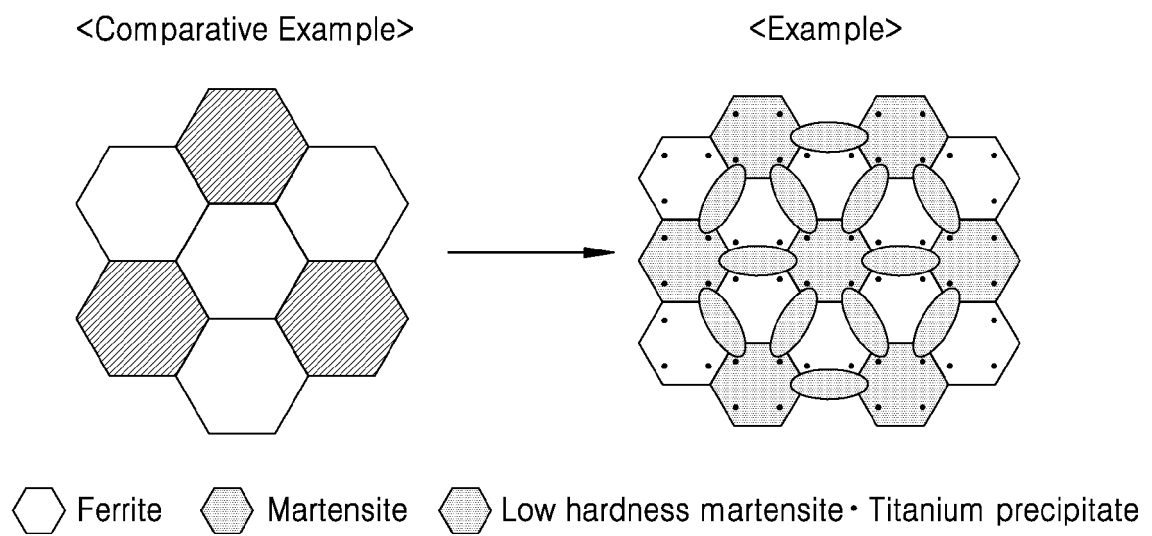 <Comparative Example>
<Example>
Ferrite
Martensite
Low hardness martensite
• Titanium precipitate